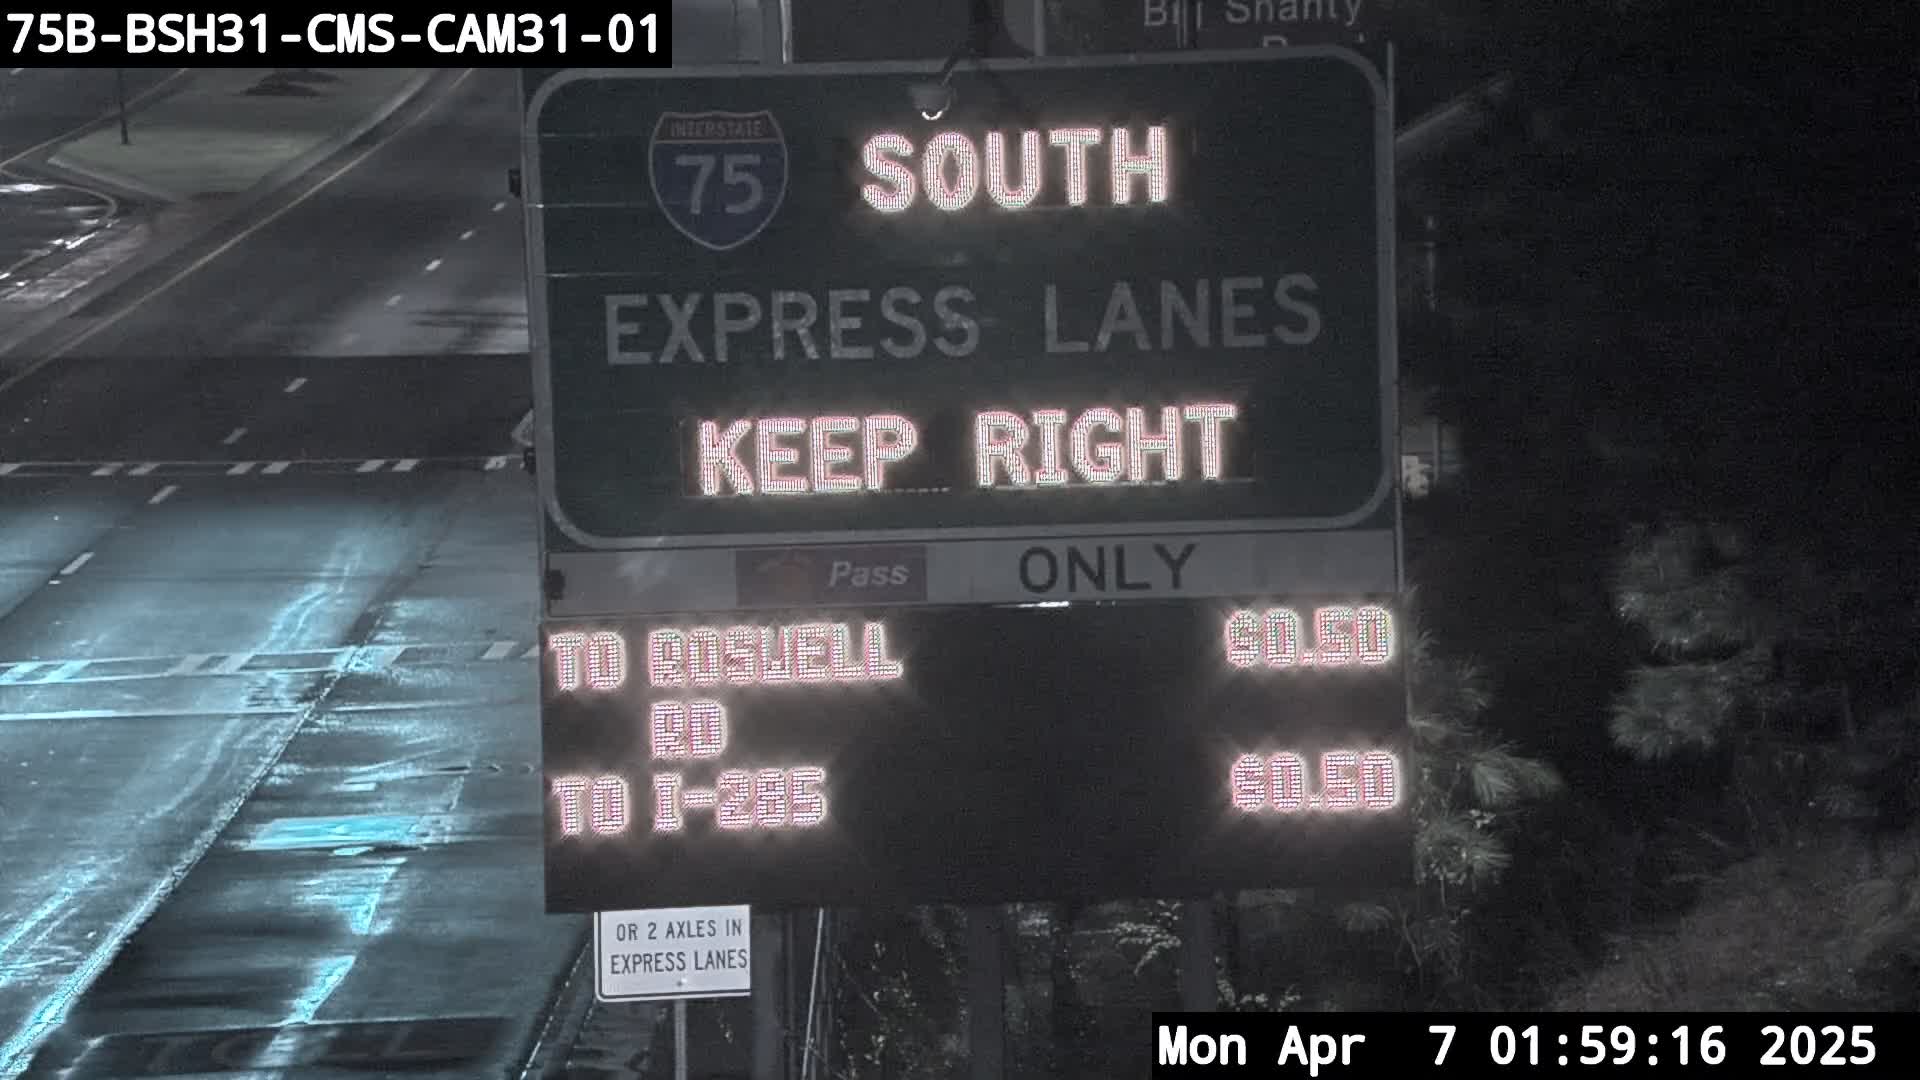 75B-BSH31-CMS-CAM31-01
Shanty
INTERSTATE
75
SOUTH
EXPRESS LANES
KEEP RIGHT
Pass ONLY
TO ROSWELL $0.50
RD
TO I-285 $0.50
OR 2 AXLES IN
EXPRESS LANES
Mon Apr 7 01:59:16 2025